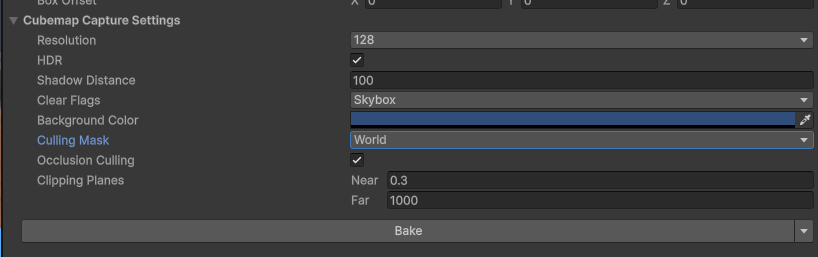 Box Offset X 0 Y 0 Z 0
Cubemap Capture Settings
Resolution 128
HDR
Shadow Distance 100
Clear Flags Skybox
Background Color
Culling Mask World
Occlusion Culling
Clipping Planes Near 0.3
Far 1000
Bake